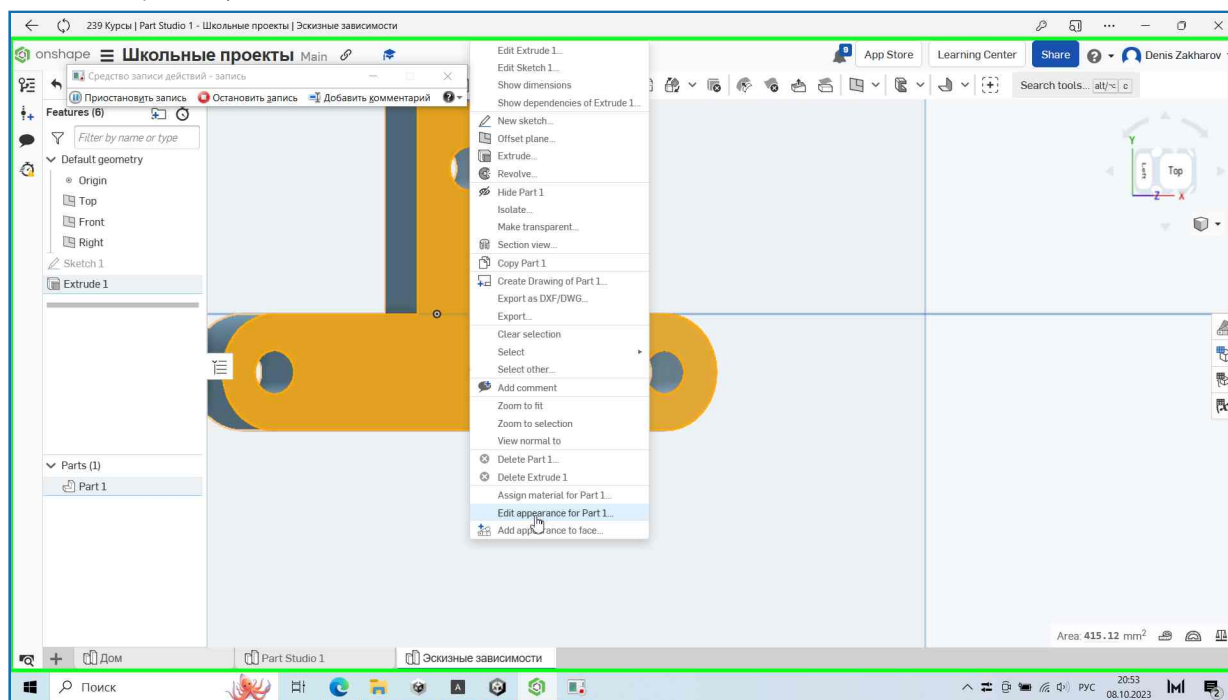 239 Курсы | Part Studio 1 - Школьные проекты | Эскизные зависимости
onshape Школьные проекты Main
App Store Learning Center Share Denis Zakharov
Средство записи действий - запись
Приостановить запись Остановить запись Добавить комментарий
Search tools... alt/⌥ c
Features (6)
Filter by name or type
Default geometry
Origin
Top
Front
Right
Sketch 1
Extrude 1
Parts (1)
Part 1
Edit Extrude 1...
Edit Sketch 1...
Show dimensions
Show dependencies of Extrude 1...
New sketch...
Offset plane...
Extrude...
Revolve...
Hide Part 1
Isolate...
Make transparent...
Section view...
Copy Part 1
Create Drawing of Part 1...
Export as DXF/DWG...
Export...
Clear selection
Select
Select other...
Add comment
Zoom to fit
Zoom to selection
View normal to
Delete Part 1...
Delete Extrude 1
Assign material for Part 1...
Edit appearance for Part 1...
Add appearance to face...
Y
Left Top
Z X
Area: 415.12 mm²
Дом Part Studio 1 Эскизные зависимости
Поиск
РУС
20:53
08.10.2023